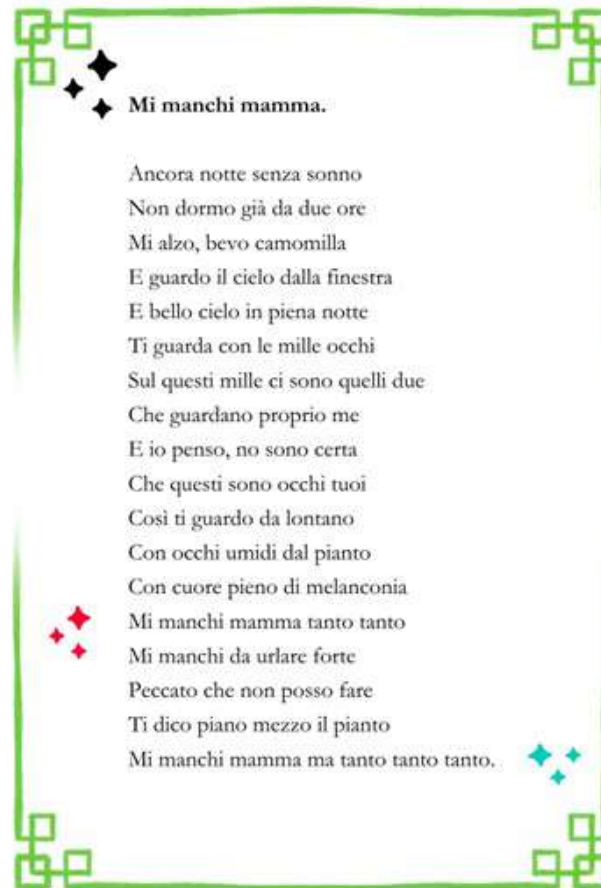 Mi manchi mamma.
Ancora notte senza sonno
Non dormo già da due ore
Mi alzo, bevo camomilla
E guardo il cielo dalla finestra
E bello cielo in piena notte
Ti guarda con le mille occhi
Sul questi mille ci sono quelli due
Che guardano proprio me
E io penso, no sono certa
Che questi sono occhi tuoi
Così ti guardo da lontano
Con occhi umidi dal pianto
Con cuore pieno di melanconia
Mi manchi mamma tanto tanto
Mi manchi da urlare forte
Peccato che non posso fare
Ti dico piano mezzo il pianto
Mi manchi mamma ma tanto tanto tanto.